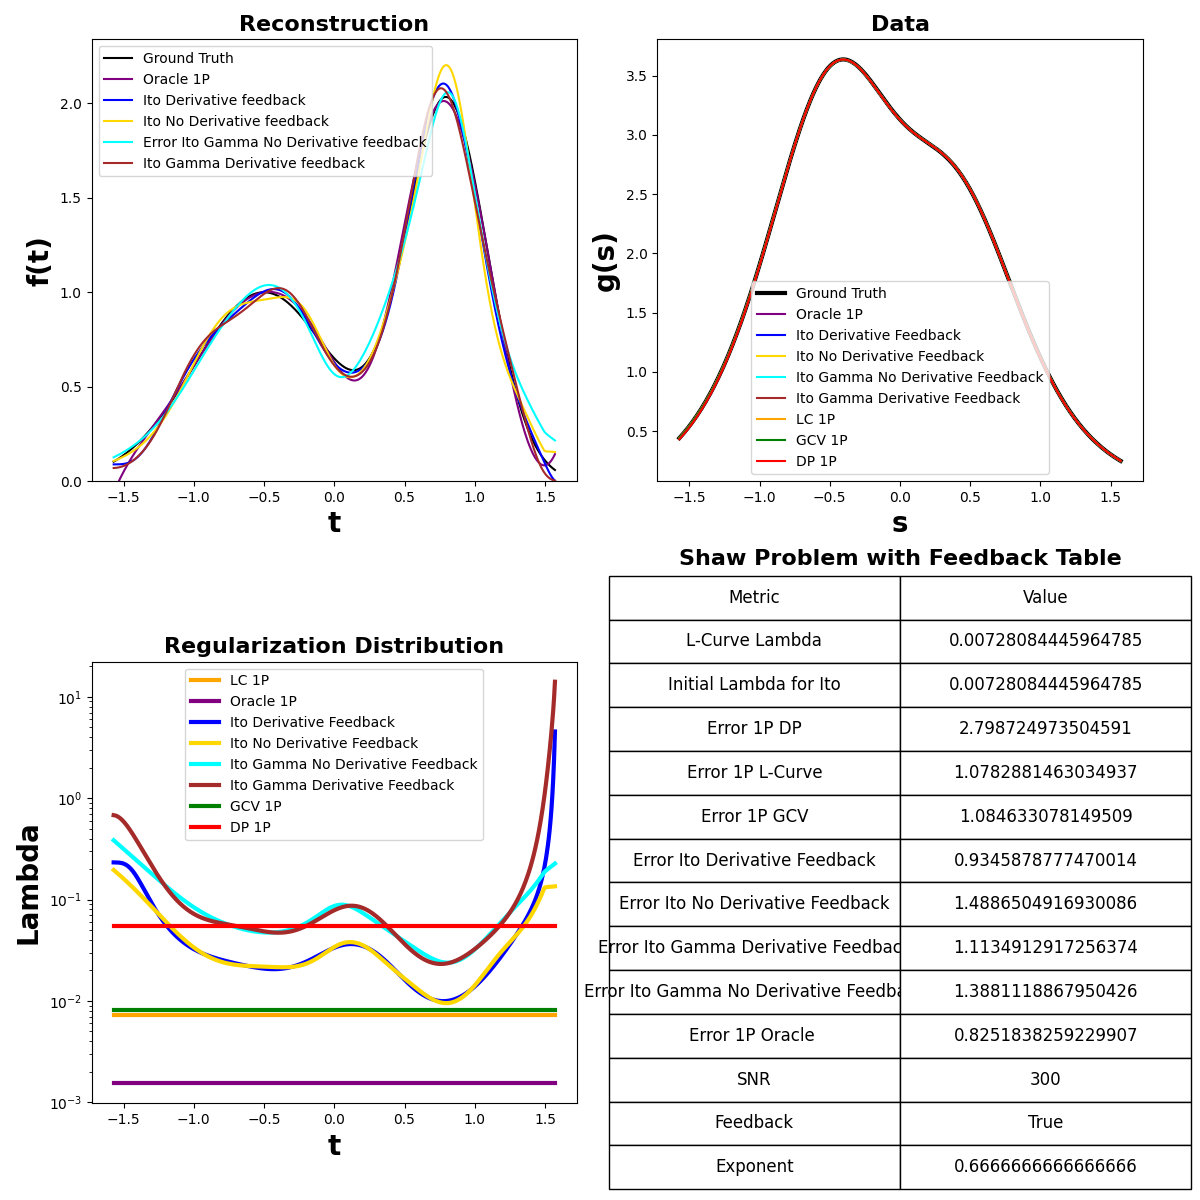 Reconstruction
f(t)
2.0
1.5
1.0
0.5
0.0
Ground Truth
Oracle 1P
Ito Derivative feedback
Ito No Derivative feedback
Error Ito Gamma No Derivative feedback
Ito Gamma Derivative feedback
−1.5 −1.0 −0.5 0.0 0.5 1.0 1.5
t
Data
g(s)
3.5
3.0
2.5
2.0
1.5
1.0
0.5
Ground Truth
Oracle 1P
Ito Derivative Feedback
Ito No Derivative Feedback
Ito Gamma No Derivative Feedback
Ito Gamma Derivative Feedback
LC 1P
GCV 1P
DP 1P
−1.5 −1.0 −0.5 0.0 0.5 1.0 1.5
s
Regularization Distribution
Lambda
10¹
10⁰
10⁻¹
10⁻²
10⁻³
LC 1P
Oracle 1P
Ito Derivative Feedback
Ito No Derivative Feedback
Ito Gamma No Derivative Feedback
Ito Gamma Derivative Feedback
GCV 1P
DP 1P
−1.5 −1.0 −0.5 0.0 0.5 1.0 1.5
t
Shaw Problem with Feedback Table
Metric Value
L-Curve Lambda 0.00728084445964785
Initial Lambda for Ito 0.00728084445964785
Error 1P DP 2.798724973504591
Error 1P L-Curve 1.0782881463034937
Error 1P GCV 1.084633078149509
Error Ito Derivative Feedback 0.9345878777470014
Error Ito No Derivative Feedback 1.4886504916930086
Error Ito Gamma Derivative Feedbac 1.1134912917256374
Error Ito Gamma No Derivative Feedba 1.3881118867950426
Error 1P Oracle 0.8251838259229907
SNR 300
Feedback True
Exponent 0.6666666666666666